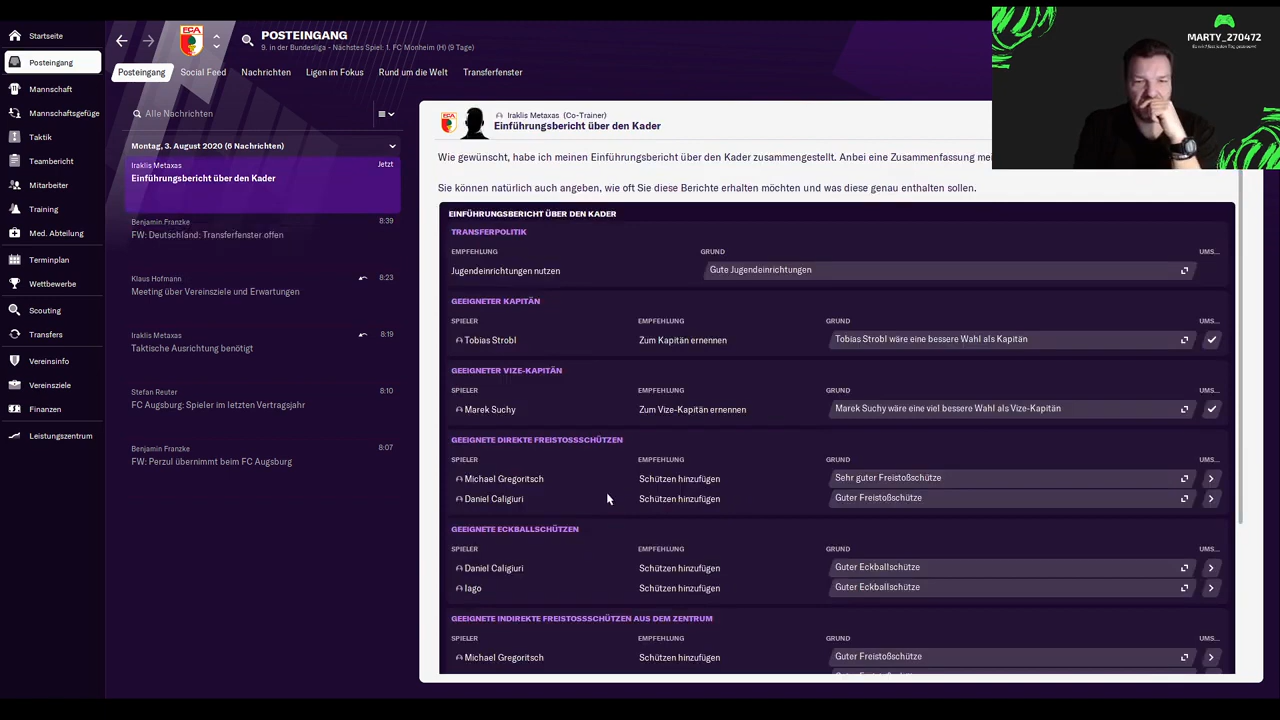 Startseite
Posteingang
Mannschaft
Mannschaftsgefüge
Taktik
Teambericht
Mitarbeiter
Training
Med. Abteilung
Terminplan
Wettbewerbe
Scouting
Transfers
Vereinsinfo
Vereinsziele
Finanzen
Leistungszentrum
FCA
POSTEINGANG
9. in der Bundesliga - Nächstes Spiel: 1. FC Monheim (H) (9 Tage)
Posteingang Social Feed Nachrichten Ligen im Fokus Rund um die Welt Transferfenster
Alle Nachrichten
Montag, 3. August 2020 (6 Nachrichten)
Iraklis Metaxas Jetzt
Einführungsbericht über den Kader
Benjamin Franzke 8:39
FW: Deutschland: Transferfenster offen
Klaus Hofmann 8:23
Meeting über Vereinsziele und Erwartungen
Iraklis Metaxas 8:19
Taktische Ausrichtung benötigt
Stefan Reuter 8:10
FC Augsburg: Spieler im letzten Vertragsjahr
Benjamin Franzke 8:07
FW: Perzul übernimmt beim FC Augsburg
Iraklis Metaxas (Co-Trainer)
Einführungsbericht über den Kader
Wie gewünscht, habe ich meinen Einführungsbericht über den Kader zusammengestellt. Anbei eine Zusammenfassung
Sie können natürlich auch angeben, wie oft Sie diese Berichte erhalten möchten und was diese genau enthalten sollen.
EINFÜHRUNGSBERICHT ÜBER DEN KADER
TRANSFERPOLITIK
EMPFEHLUNG GRUND UMS...
Jugendeinrichtungen nutzen Gute Jugendeinrichtungen
GEEIGNETER KAPITÄN
SPIELER EMPFEHLUNG GRUND UMS...
Tobias Strobl Zum Kapitän ernennen Tobias Strobl wäre eine bessere Wahl als Kapitän
GEEIGNETER VIZE-KAPITÄN
SPIELER EMPFEHLUNG GRUND UMS...
Marek Suchy Zum Vize-Kapitän ernennen Marek Suchy wäre eine viel bessere Wahl als Vize-Kapitän
GEEIGNETE DIREKTE FREISTOSSSCHÜTZEN
SPIELER EMPFEHLUNG GRUND UMS...
Michael Gregoritsch Schützen hinzufügen Sehr guter Freistoßschütze
Daniel Caligiuri Schützen hinzufügen Guter Freistoßschütze
GEEIGNETE ECKBALLSCHÜTZEN
SPIELER EMPFEHLUNG GRUND UMS...
Daniel Caligiuri Schützen hinzufügen Guter Eckballschütze
Iago Schützen hinzufügen Guter Eckballschütze
GEEIGNETE INDIREKTE FREISTOSSSCHÜTZEN AUS DEM ZENTRUM
SPIELER EMPFEHLUNG GRUND UMS...
Michael Gregoritsch Schützen hinzufügen Guter Freistoßschütze
MARTY_270472